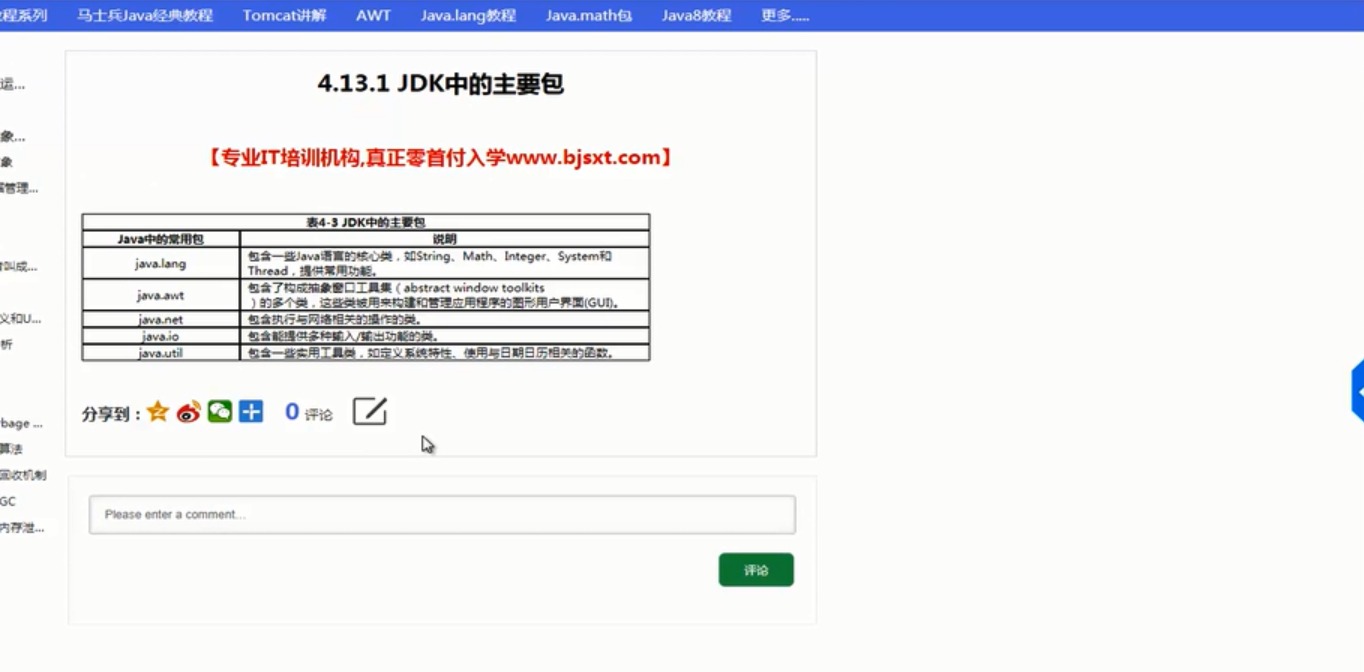 程系列 马士兵Java经典教程 Tomcat讲解 AWT Java.lang教程 Java.math包 Java8教程 更多.....
4.13.1 JDK中的主要包
【专业IT培训机构,真正零首付入学www.bjsxt.com】
运...
象...
象
管理...
叫成...
义和U...
析
bage ...
算法
回收机制
GC
内存泄...
表4-3 JDK中的主要包
Java中的常用包 说明
java.lang 包含一些Java语言的核心类，如String、Math、Integer、System和
Thread，提供常用功能。
java.awt 包含了构成抽象窗口工具集（abstract window toolkits
）的多个类，这些类被用来构建和管理应用程序的图形用户界面(GUI)。
java.net 包含执行与网络相关的操作的类。
java.io 包含能提供多种输入/输出功能的类。
java.util 包含一些实用工具类，如定义系统特性、使用与日期日历相关的函数。
分享到： 0 评论
Please enter a comment...
评论